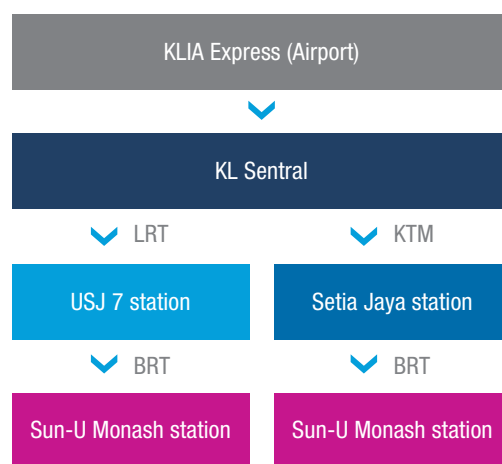 KLIA Express (Airport)
KL Sentral
LRT
KTM
USJ 7 station
Setia Jaya station
BRT
BRT
Sun-U Monash station
Sun-U Monash station